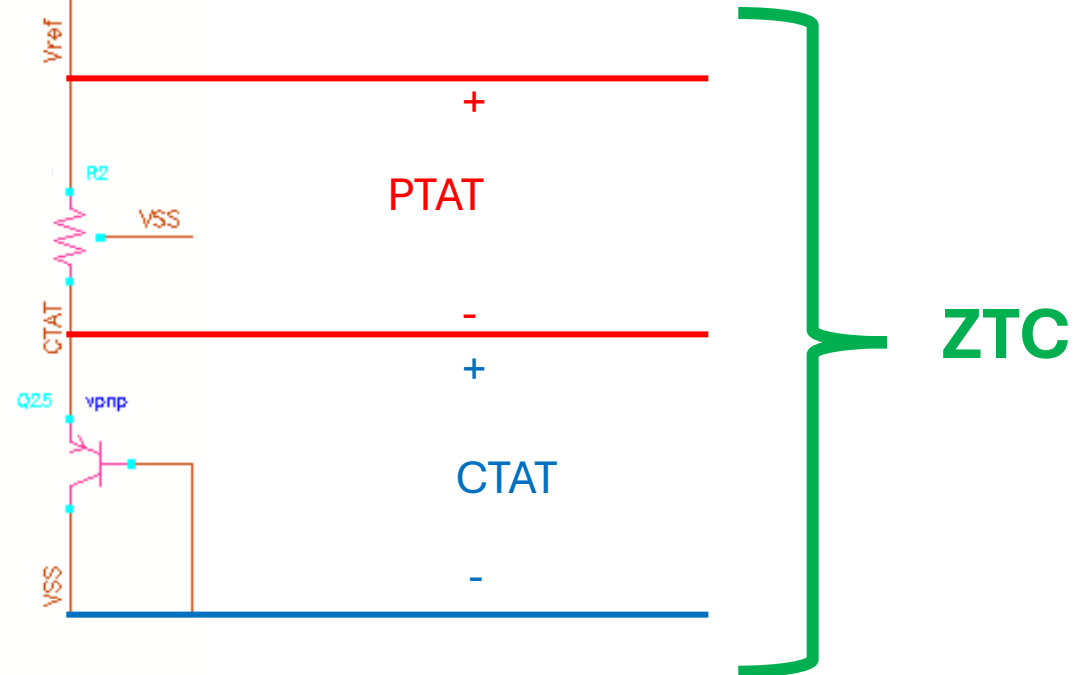 Vref
+
R2
PTAT
VSS
-
CTAT
+
Q25 vpnp
CTAT
VSS
-
ZTC